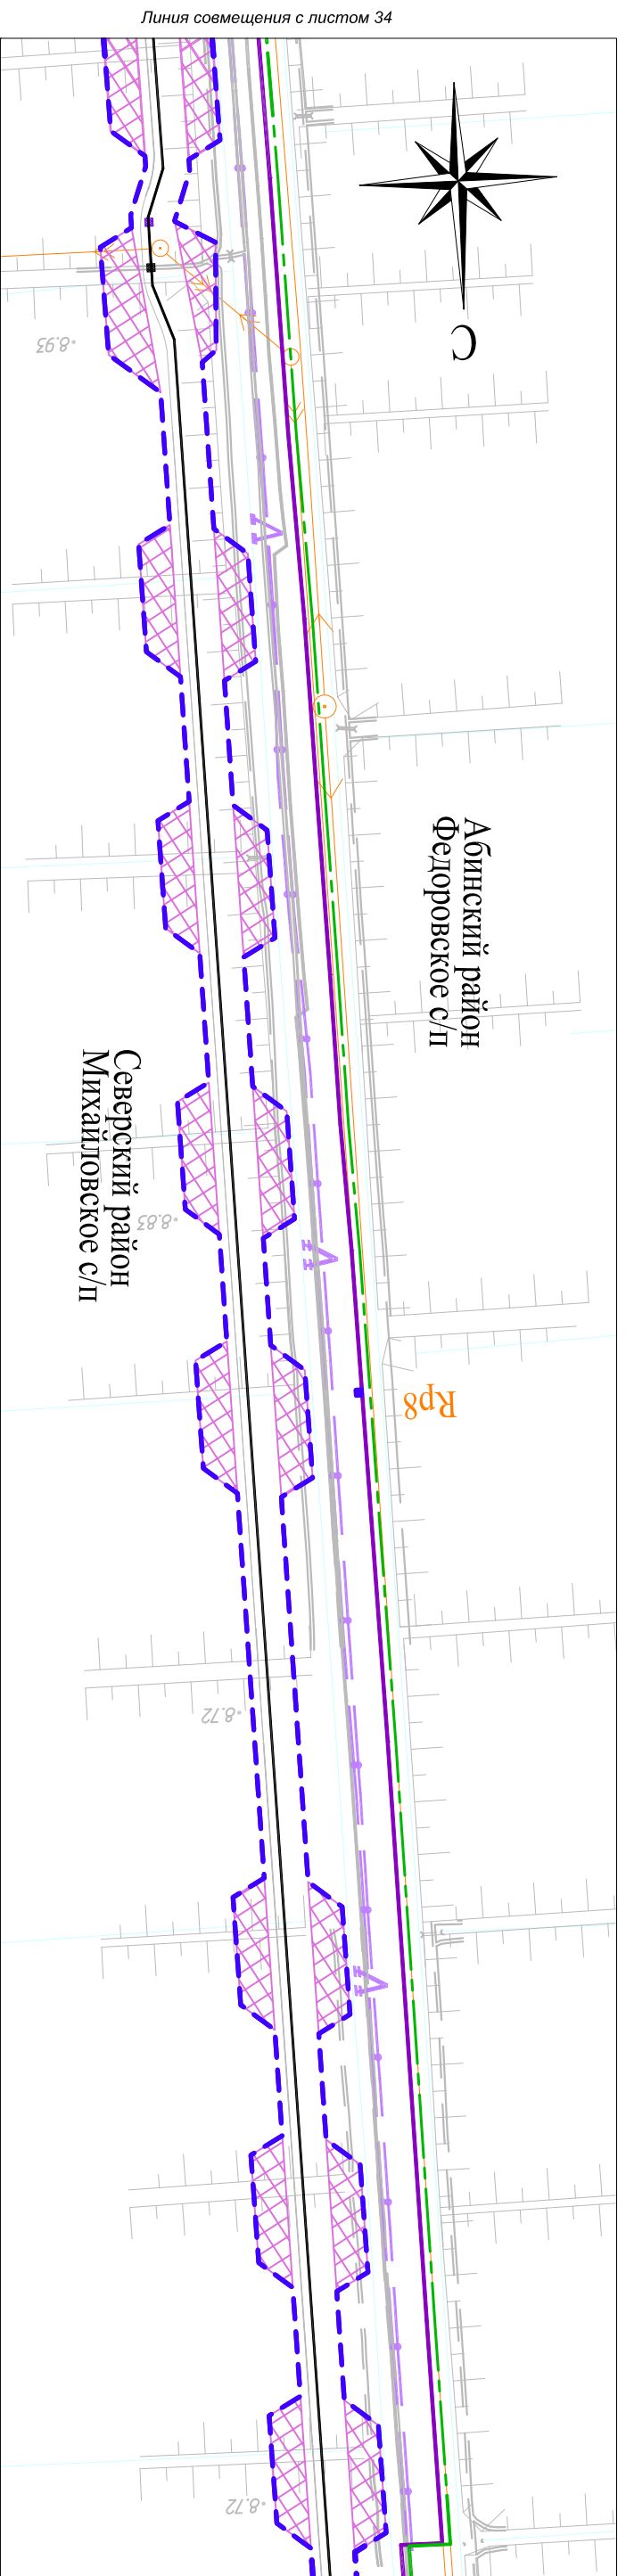 Линия совмещения с листом 34
С
8.93
Абинский район
Федоровское с/п
Северский район
Михайловское с/п
8.83
Rp8
8.72
8.72